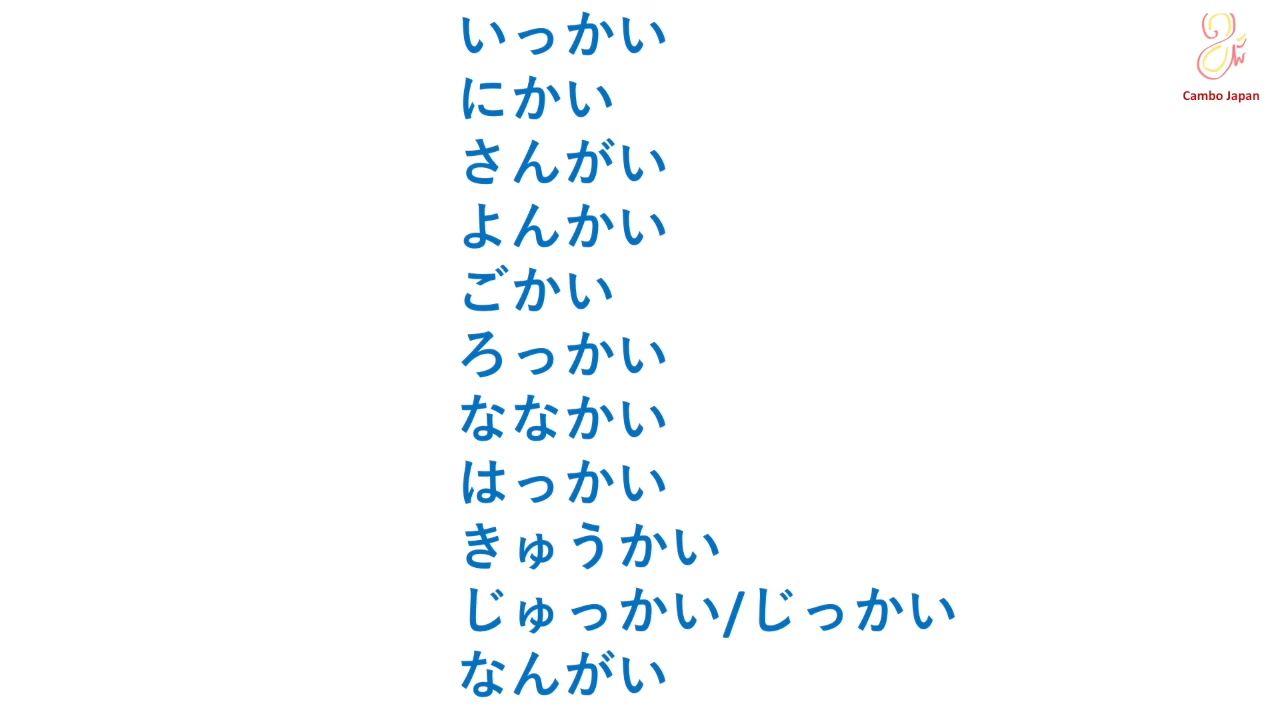 いっかい
にかい
さんがい
よんかい
ごかい
ろっかい
ななかい
はっかい
きゅうかい
じゅっかい/じっかい
なんがい
Cambo Japan